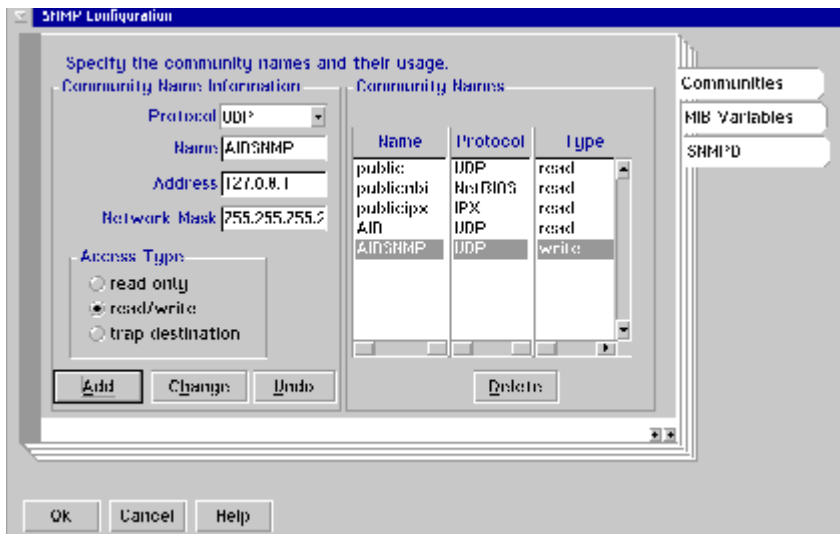 SNMP Configuration
Specify the community names and their usage.
Community Name Information
Protocol UDP
Name AIDSNMP
Address 127.0.0.1
Network Mask 255.255.255.2
Access Type
read only
read/write
trap destination
Add Change Undo
Community Names
Name Protocol Type
public UDP read
publicnbi NetBIOS read
publicipx IPX read
AID UDP read
AIDSNMP UDP write
Delete
Communities
MIB Variables
SNMPD
Ok Cancel Help